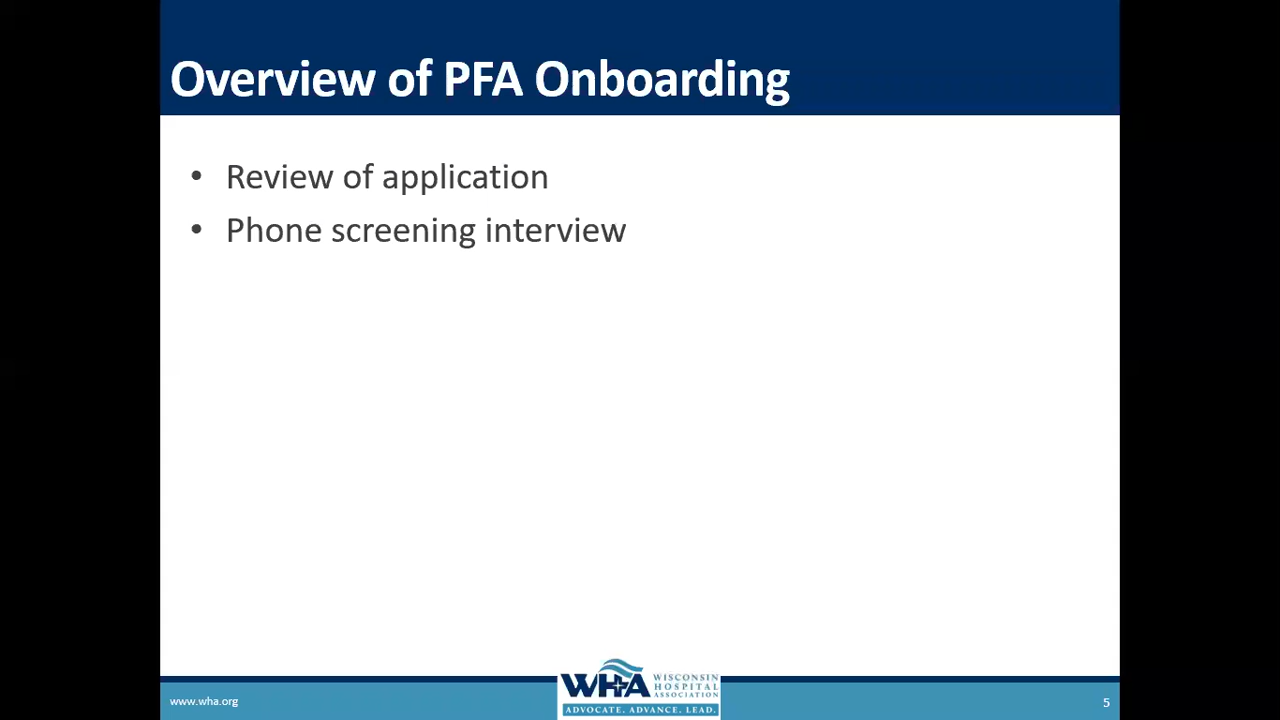 Overview of PFA Onboarding
• Review of application
• Phone screening interview
www.wha.org
WHA
WISCONSIN
HOSPITAL
ASSOCIATION
ADVOCATE. ADVANCE. LEAD.
5